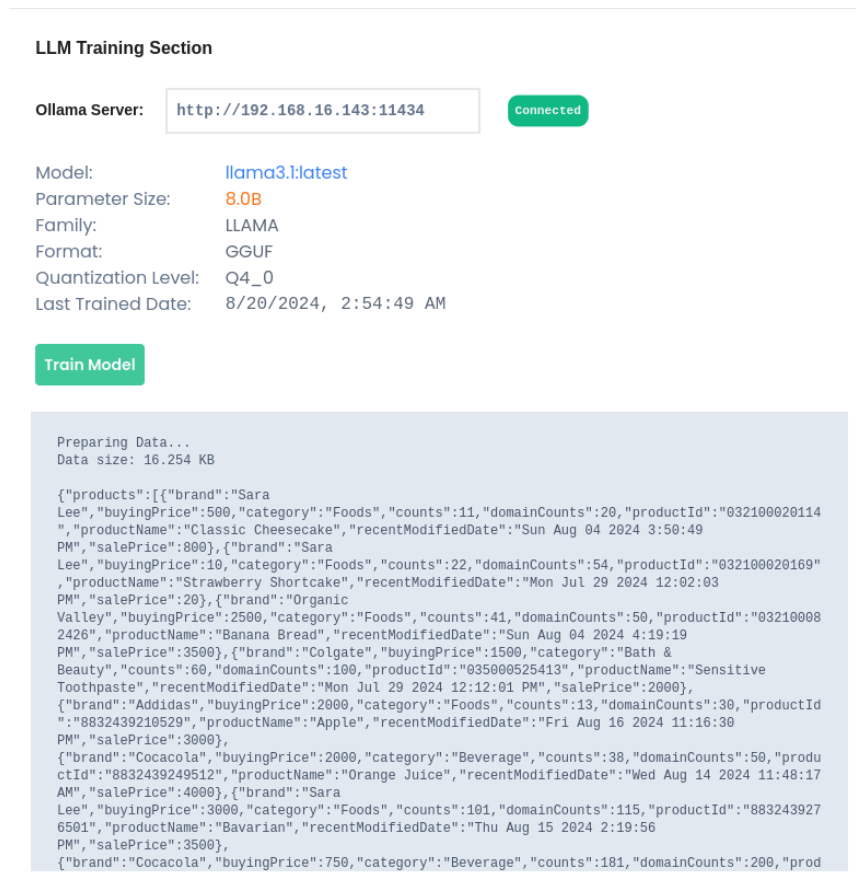 LLM Training Section
Ollama Server: http://192.168.16.143:11434 Connected
Model: llama3.1:latest
Parameter Size: 8.0B
Family: LLAMA
Format: GGUF
Quantization Level: Q4_0
Last Trained Date: 8/20/2024, 2:54:49 AM
Train Model
Preparing Data...
Data size: 16.254 KB
{"products":[{"brand":"Sara
Lee","buyingPrice":500,"category":"Foods","counts":11,"domainCounts":20,"productId":"032100020114
","productName":"Classic Cheesecake","recentModifiedDate":"Sun Aug 04 2024 3:50:49
PM","salePrice":800},{"brand":"Sara
Lee","buyingPrice":10,"category":"Foods","counts":22,"domainCounts":54,"productId":"032100020169"
,"productName":"Strawberry Shortcake","recentModifiedDate":"Mon Jul 29 2024 12:02:03
PM","salePrice":20},{"brand":"Organic
Valley","buyingPrice":2500,"category":"Foods","counts":41,"domainCounts":50,"productId":"03210008
2426","productName":"Banana Bread","recentModifiedDate":"Sun Aug 04 2024 4:19:19
PM","salePrice":3500},{"brand":"Colgate","buyingPrice":1500,"category":"Bath &
Beauty","counts":60,"domainCounts":100,"productId":"035000525413","productName":"Sensitive
Toothpaste","recentModifiedDate":"Mon Jul 29 2024 12:12:01 PM","salePrice":2000},
{"brand":"Addidas","buyingPrice":2000,"category":"Foods","counts":13,"domainCounts":30,"productId
":"8832439210529","productName":"Apple","recentModifiedDate":"Fri Aug 16 2024 11:16:30
PM","salePrice":3000},
{"brand":"Cocacola","buyingPrice":2000,"category":"Beverage","counts":38,"domainCounts":50,"produ
ctId":"8832439249512","productName":"Orange Juice","recentModifiedDate":"Wed Aug 14 2024 11:48:17
AM","salePrice":4000},{"brand":"Sara
Lee","buyingPrice":3000,"category":"Foods","counts":101,"domainCounts":115,"productId":"883243927
6501","productName":"Bavarian","recentModifiedDate":"Thu Aug 15 2024 2:19:56
PM","salePrice":3500},
{"brand":"Cocacola","buyingPrice":750,"category":"Beverage","counts":181,"domainCounts":200,"prod